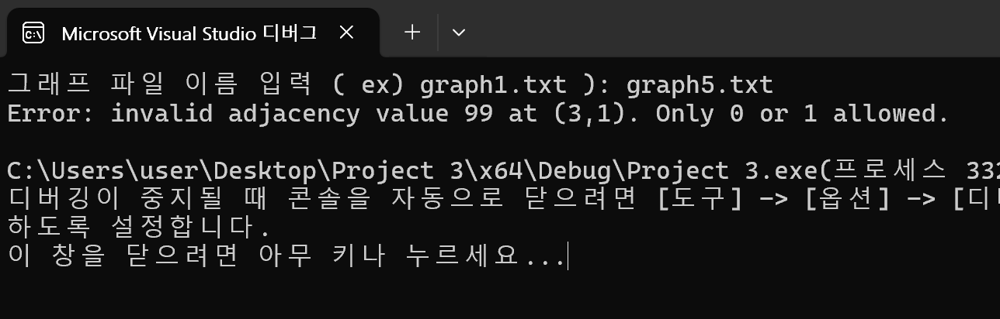 Microsoft Visual Studio 디버그
그래프 파일 이름 입력 ( ex) graph1.txt ): graph5.txt
Error: invalid adjacency value 99 at (3,1). Only 0 or 1 allowed.
C:\Users\user\Desktop\Project 3\x64\Debug\Project 3.exe(프로세스
디버깅이 중지될 때 콘솔을 자동으로 닫으려면 [도구] -> [옵션] -> [
하도록 설정합니다.
이 창을 닫으려면 아무 키나 누르세요...